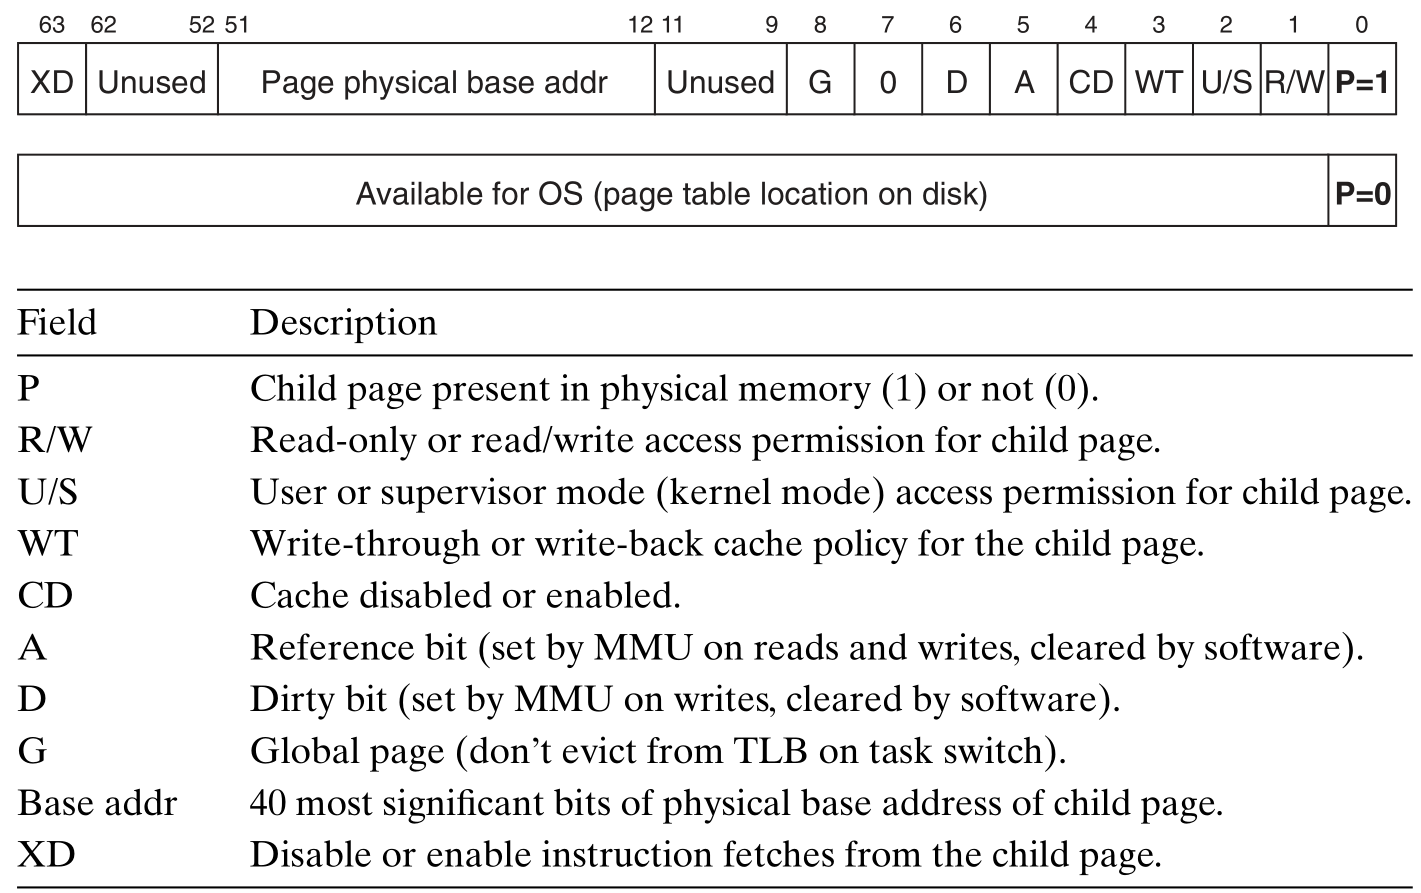 63 62 52 51 12 11 9 8 7 6 5 4 3 2 1 0
XD Unused Page physical base addr Unused G 0 D A CD WT U/S R/W P=1
Available for OS (page table location on disk) P=0
Field Description
P Child page present in physical memory (1) or not (0).
R/W Read-only or read/write access permission for child page.
U/S User or supervisor mode (kernel mode) access permission for child page.
WT Write-through or write-back cache policy for the child page.
CD Cache disabled or enabled.
A Reference bit (set by MMU on reads and writes, cleared by software).
D Dirty bit (set by MMU on writes, cleared by software).
G Global page (don’t evict from TLB on task switch).
Base addr 40 most significant bits of physical base address of child page.
XD Disable or enable instruction fetches from the child page.